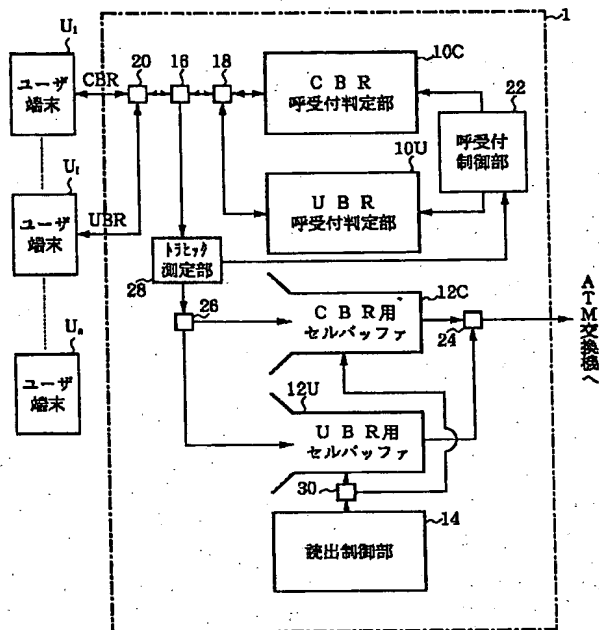 1
U₁
ユーザ
端末
CBR
20
16
18
10C
CBR
呼受付判定部
22
呼受付
制御部
10U
UBR
呼受付判定部
Uᵢ
ユーザ
端末
UBR
トラヒック
測定部
28
26
12C
CBR用
セルバッファ
24
ATM交換機へ
Uₙ
ユーザ
端末
12U
UBR用
セルバッファ
30
14
読出制御部